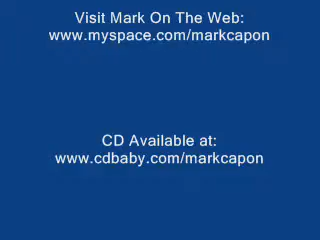 Visit Mark On The Web:
www.myspace.com/markcapon
CD Available at:
www.cdbaby.com/markcapon